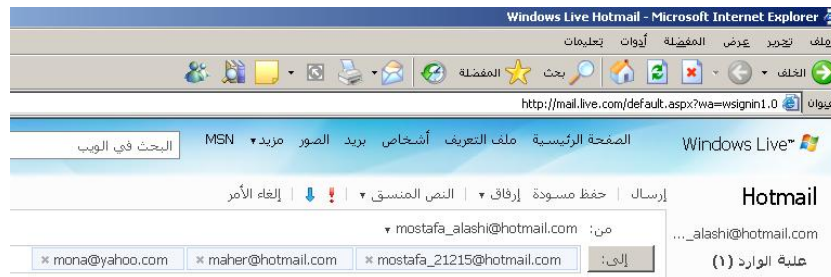 Windows Live Hotmail - Microsoft Internet Explorer
ملف تحرير عرض المفضلة أدوات تعليمات
الخلف بحث المفضلة
http://mail.live.com/default.aspx?wa=wsignin1.0
Windows Live™ الصفحة الرئيسية ملف التعريف أشخاص بريد الصور مزيد MSN البحث في الويب
Hotmail إرسال | حفظ مسودة إرفاق | النص المنسق | ! | إلغاء الأمر
..._alashi@hotmail.com من: mostafa_alashi@hotmail.com
علبة الوارد (١) إلى: mostafa_21215@hotmail.com × maher@hotmail.com × mona@yahoo.com ×